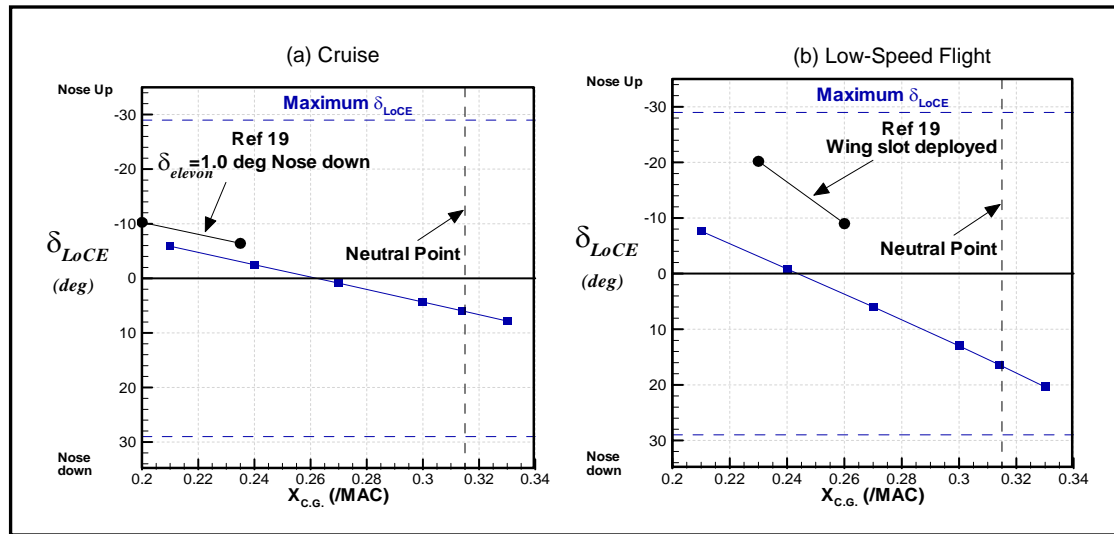 (a) Cruise
Nose Up
Maximum δLoCE
-30
Ref 19
δelevon=1.0 deg Nose down
-20
-10
Neutral Point
δLoCE
(deg)
0
10
20
30
Nose
down
0.2 0.22 0.24 0.26 0.28 0.3 0.32 0.34
XC.G. (/MAC)
(b) Low-Speed Flight
Nose Up
Maximum δLoCE
-30
Ref 19
Wing slot deployed
-20
-10
Neutral Point
δLoCE
(deg)
0
10
20
30
Nose
down
0.2 0.22 0.24 0.26 0.28 0.3 0.32 0.34
XC.G. (/MAC)